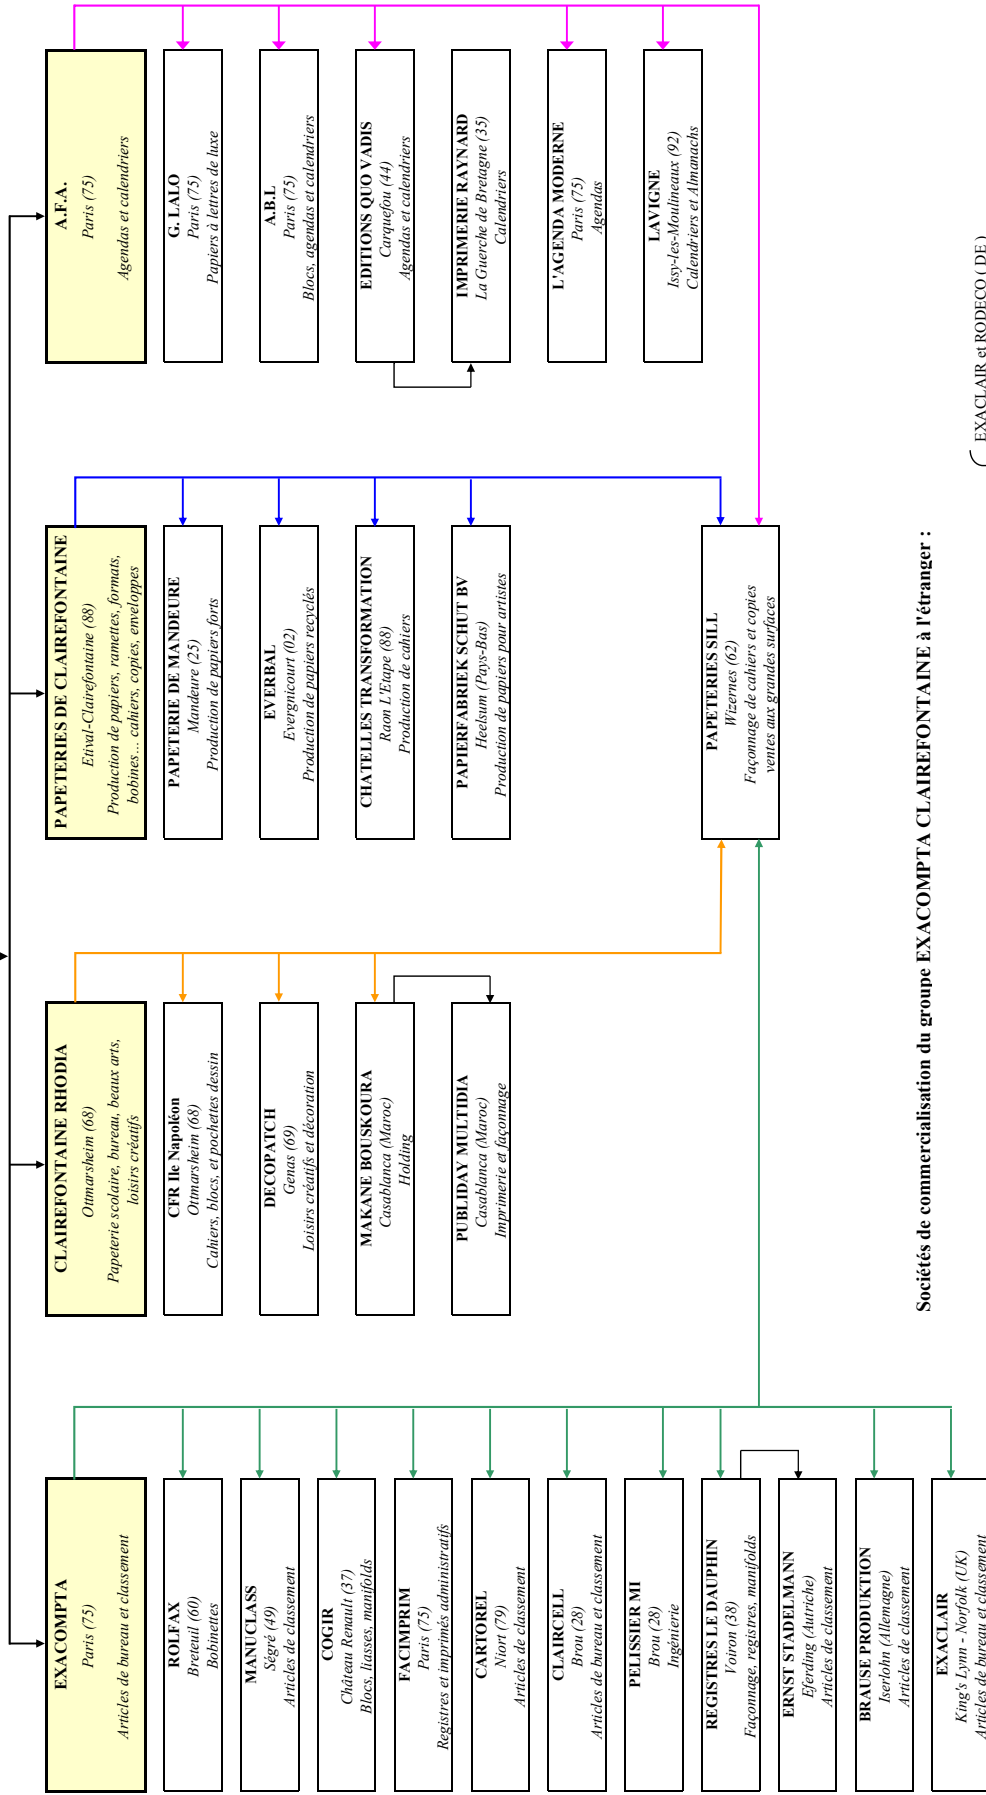 EXACOMPTA
Paris (75)
Articles de bureau et classement
ROLFAX
Breuil (60)
Bobinettes
MANUCLASS
Ségré (49)
Articles de classement
COGIR
Château Renault (37)
Blocs, liasses, manifolds
FACIMPRIM
Paris (75)
Registres et imprimés administratifs
CARTOREL
Niort (79)
Articles de classement
CLAIRCELL
Brou (28)
Articles de bureau et classement
PELISSIER MI
Brou (28)
Ingénierie
REGISTRES LE DAUPHIN
Voiron (38)
Façonnage, registres, manifolds
ERNST STADELMANN
Eferding (Autriche)
Articles de classement
BRAUSE PRODUKTION
Iserlohn (Allemagne)
Articles de classement
EXACLAIR
King's Lynn - Norfolk (UK)
Articles de bureau et classement
CLAIREFONTAINE RHODIA
Ottmarsheim (68)
Papeterie scolaire, bureau, beaux arts,
loisirs créatifs
CFR Ile Napoléon
Ottmarsheim (68)
Cahiers, blocs, et pochettes dessin
DECOPATCH
Genas (69)
Loisirs créatifs et décoration
MAKANE BOUSKOURA
Casablanca (Maroc)
Holding
PUBLIDAY MULTIDIA
Casablanca (Maroc)
Imprimerie et façonnage
PAPETERIES DE CLAIREFONTAINE
Etival-Clairefontaine (88)
Production de papiers, ramettes, formats,
bobines... cahiers, copies, enveloppes
PAPETERIE DE MANDEURE
Mandeure (25)
Production de papiers forts
EVERBAL
Evergnicourt (02)
Production de papiers recyclés
CHATELLES TRANSFORMATION
Raon L'Etape (88)
Production de cahiers
PAPIERFABRIEK SCHUT BV
Heelsum (Pays-Bas)
Production de papiers pour artistes
PAPETERIES SILL
Wizernes (62)
Façonnage de cahiers et copies
ventes aux grandes surfaces
A.F.A.
Paris (75)
Agendas et calendriers
G. LALO
Paris (75)
Papiers à lettres de luxe
A.B.L
Paris (75)
Blocs, agendas et calendriers
EDITIONS QUO VADIS
Carquefou (44)
Agendas et calendriers
IMPRIMERIE RAYNARD
La Guerche de Bretagne (35)
Calendriers
L'AGENDA MODERNE
Paris (75)
Agendas
LAVIGNE
Issy-les-Moulineaux (92)
Calendriers et Almanachs
Sociétés de commercialisation du groupe EXACOMPTA CLAIREFONTAINE à l'étranger :
EXACLAIR et RODECO ( DE )